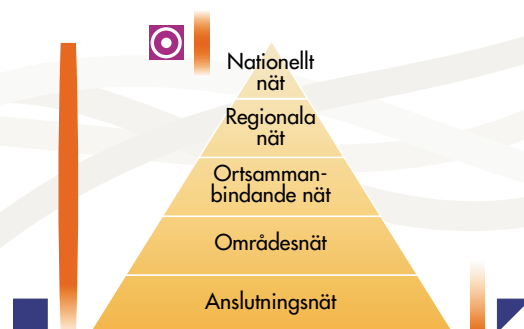 Nationellt
nät
Regionala
nät
Ortsamman-
bindande nät
Områdesnät
Anslutningsnät